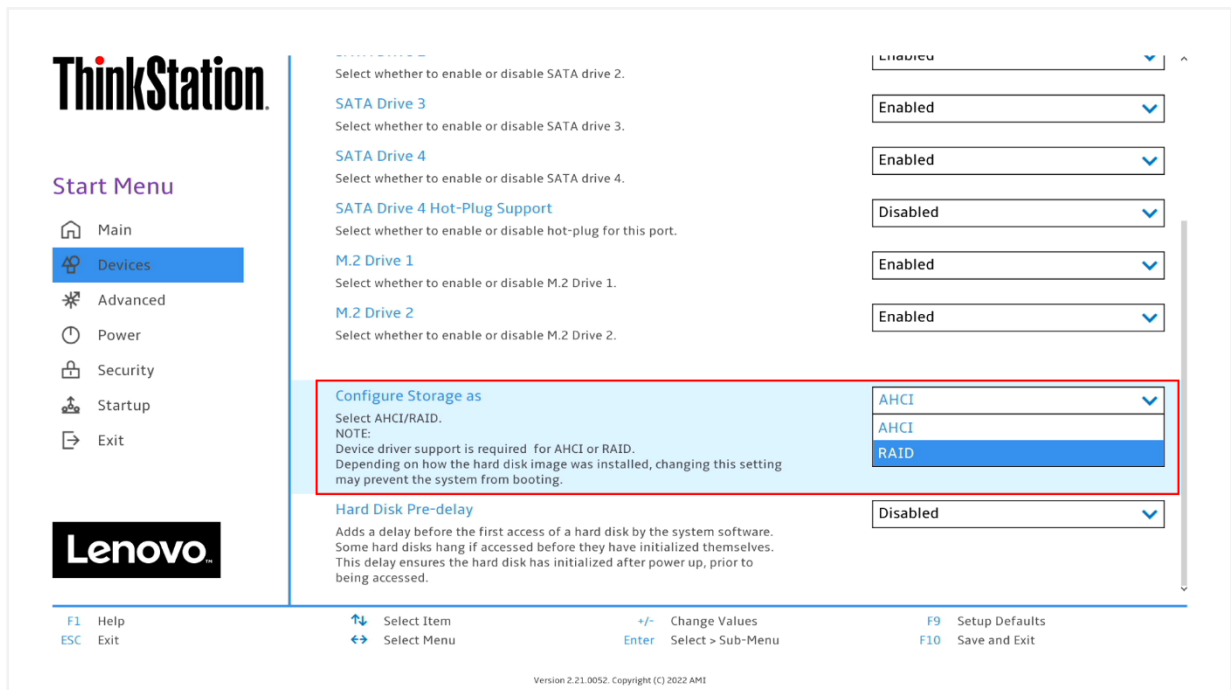 ThinkStation
Start Menu
Main
Devices
Advanced
Power
Security
Startup
Exit
Lenovo
Select whether to enable or disable SATA drive 2.
Enabled
SATA Drive 3
Enabled
Select whether to enable or disable SATA drive 3.
SATA Drive 4
Enabled
Select whether to enable or disable SATA drive 4.
SATA Drive 4 Hot-Plug Support
Disabled
Select whether to enable or disable hot-plug for this port.
M.2 Drive 1
Enabled
Select whether to enable or disable M.2 Drive 1.
M.2 Drive 2
Enabled
Select whether to enable or disable M.2 Drive 2.
Configure Storage as
AHCI
Select AHCI/RAID.
NOTE:
Device driver support is required for AHCI or RAID.
Depending on how the hard disk image was installed, changing this setting
may prevent the system from booting.
AHCI
RAID
Hard Disk Pre-delay
Disabled
Adds a delay before the first access of a hard disk by the system software.
Some hard disks hang if accessed before they have initialized themselves.
This delay ensures the hard disk has initialized after power up, prior to
being accessed.
F1 Help
ESC Exit
Select Item
Select Menu
+/- Change Values
Enter Select > Sub-Menu
F9 Setup Defaults
F10 Save and Exit
Version 2.21.0052. Copyright (C) 2022 AMI